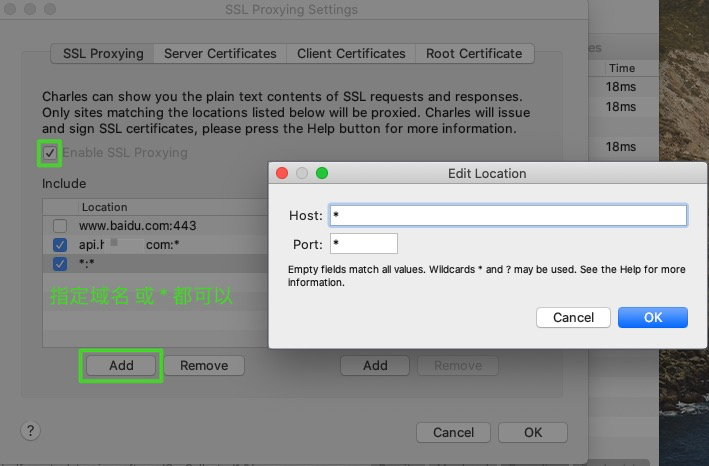 SSL Proxying Settings
SSL Proxying
Server Certificates
Client Certificates
Root Certificate
Charles can show you the plain text contents of SSL requests and responses.
Only sites matching the locations listed below will be proxied. Charles will issue
and sign SSL certificates, please press the Help button for more information.
Enable SSL Proxying
Include
Location
www.baidu.com:443
api.h com:*
*:*
指定域名 或 * 都可以
Add
Remove
Add
Remove
?
Cancel
OK
Edit Location
Host: *
Port: *
Empty fields match all values. Wildcards * and ? may be used. See the Help for more
information.
Cancel
OK
es
Time
18ms
18ms
18ms